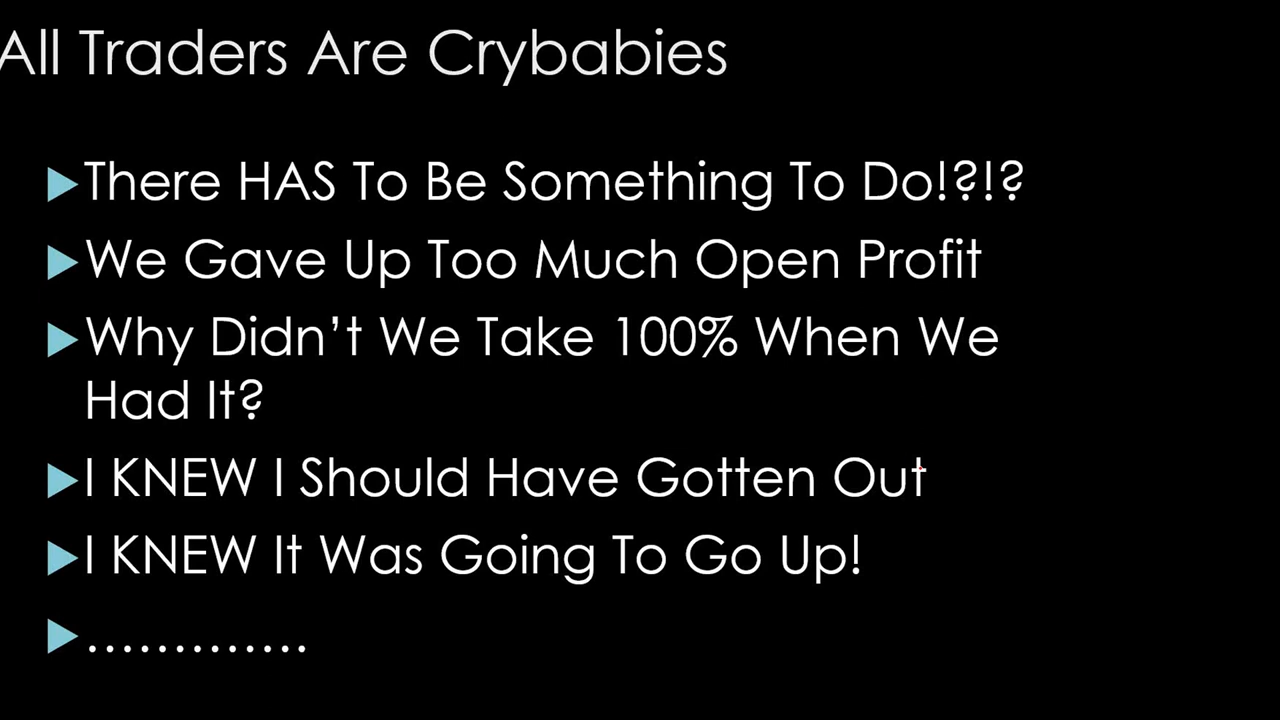 All Traders Are Crybabies
There HAS To Be Something To Do!?!?
We Gave Up Too Much Open Profit
Why Didn’t We Take 100% When We
Had It?
I KNEW I Should Have Gotten Out
I KNEW It Was Going To Go Up!
.............